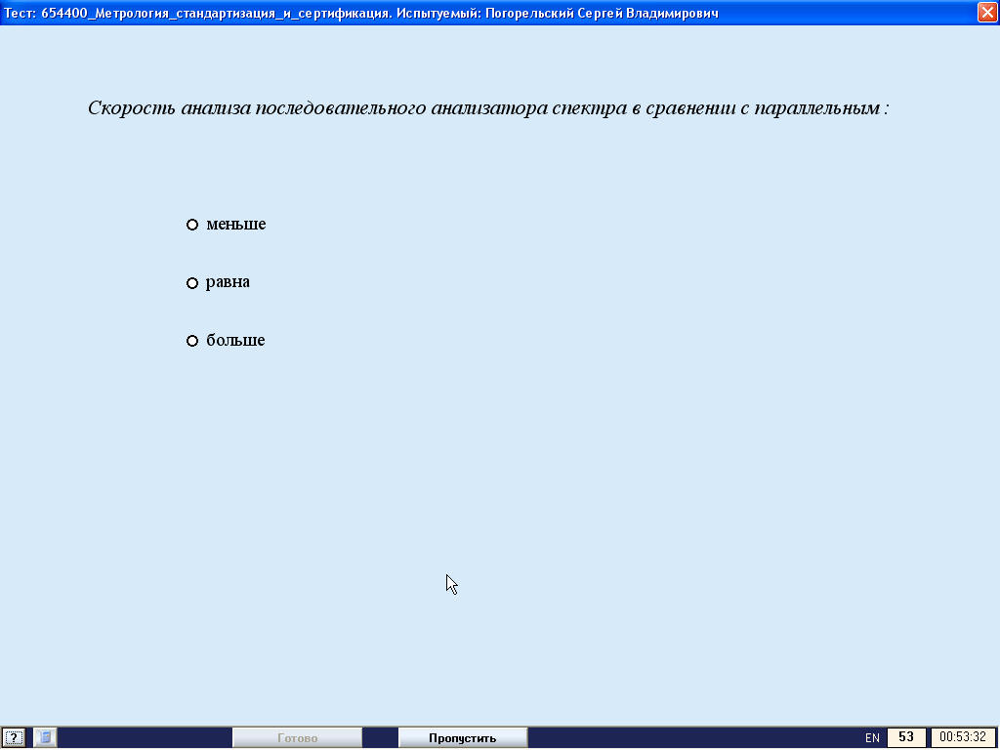 Тест: 654400_Метрология_стандартизация_и_сертификация. Испытуемый: Погорельский Сергей Владимирович
Скорость анализа последовательного анализатора спектра в сравнении с параллельным :
меньше
равна
больше
? Готово Пропустить EN 53 00:53:32